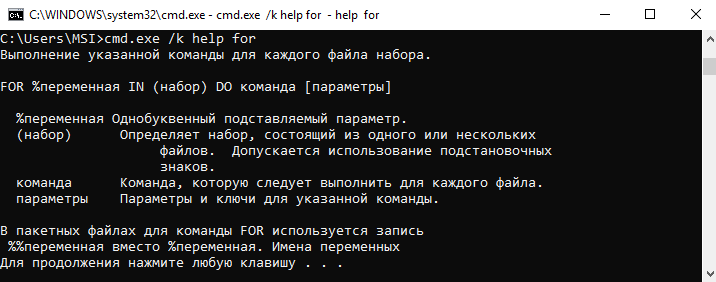 C:\WINDOWS\system32\cmd.exe - cmd.exe /k help for - help for
C:\Users\MSI>cmd.exe /k help for
Выполнение указанной команды для каждого файла набора.
FOR %переменная IN (набор) DO команда [параметры]
%переменная Однобуквенный подставляемый параметр.
(набор) Определяет набор, состоящий из одного или нескольких
файлов. Допускается использование подстановочных
знаков.
команда Команда, которую следует выполнить для каждого файла.
параметры Параметры и ключи для указанной команды.
В пакетных файлах для команды FOR используется запись
%%переменная вместо %переменная. Имена переменных
Для продолжения нажмите любую клавишу . . .